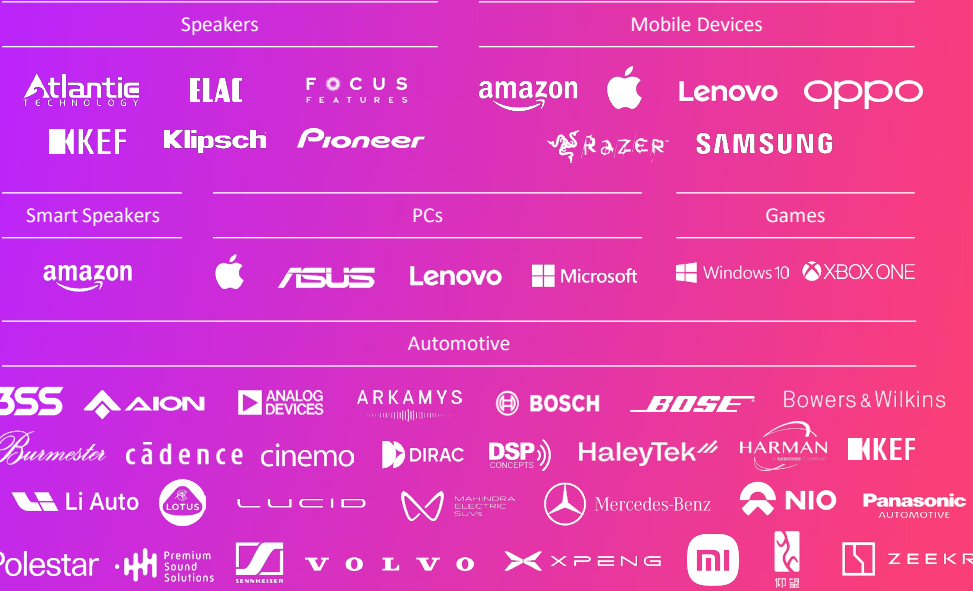 Speakers
Mobile Devices
Atlantic
TECHNOLOGY
ELAC
FOCUS
FEATURES
amazon
Lenovo
oppo
KEF
Klipsch
Pioneer
RAZER
SAMSUNG
Smart Speakers
PCs
Games
amazon
ASUS
Lenovo
Microsoft
Windows 10
XBOX ONE
Automotive
3SS
AION
ANALOG
DEVICES
ARKAMYS
BOSCH
BOSE
Bowers & Wilkins
Burmester
cādence
cinemo
DIRAC
DSP
CONCEPTS
HaleyTek
HARMAN
A SAMSUNG COMPANY
KEF
Li Auto
LOTUS
LUCID
MAHINDRA
ELECTRIC
SUVs
Mercedes-Benz
NIO
Panasonic
AUTOMOTIVE
Polestar
Premium
Sound
Solutions
SENNHEISER
VOLVO
XPENG
mi
仰望
ZEEKR